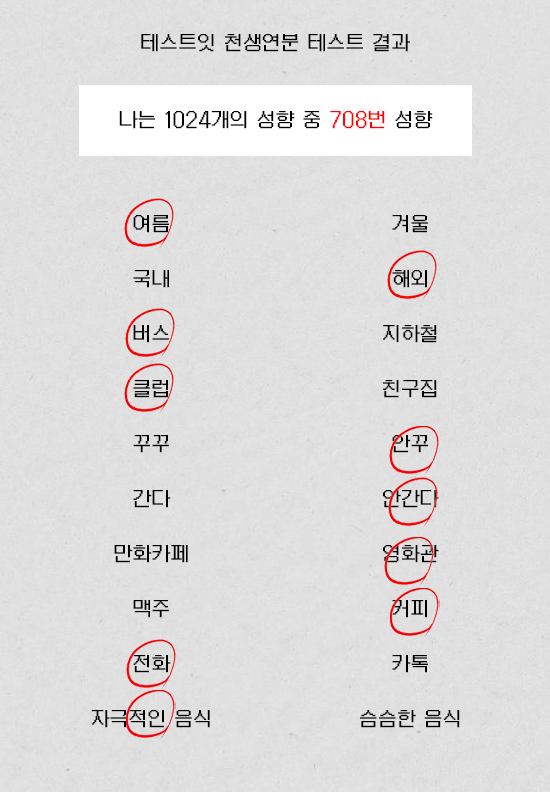 테스트잇 천생연분 테스트 결과
나는 1024개의 성향 중 708번 성향
여름 겨울
국내 해외
버스 지하철
클럽 친구집
꾸꾸 안꾸
간다 안간다
만화카페 영화관
맥주 커피
전화 카톡
자극적인 음식 슴슴한 음식